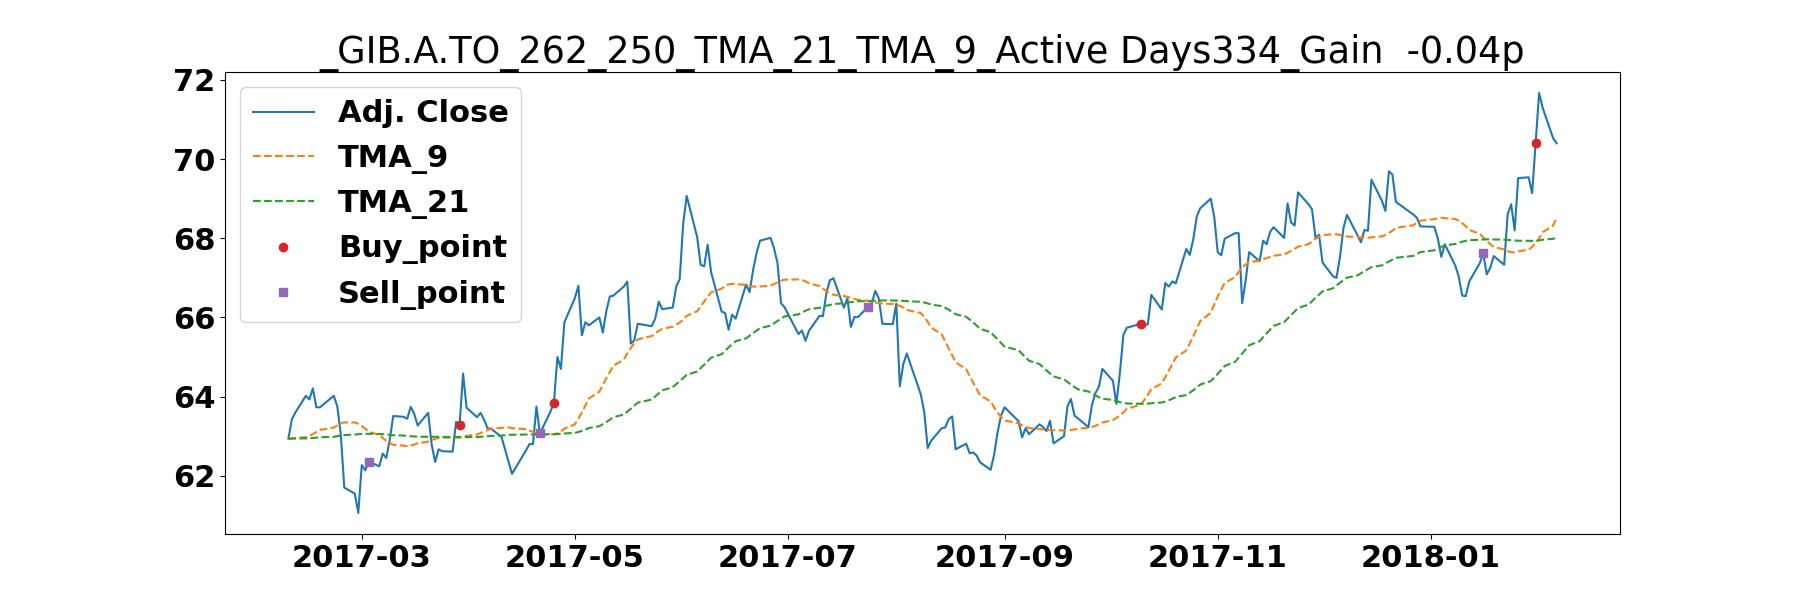 _GIB.A.TO_262_250_TMA_21_TMA_9_Active Days334_Gain  -0.04p
72
70
68
66
64
62
Adj. Close
TMA_9
TMA_21
Buy_point
Sell_point
2017-03 2017-05 2017-07 2017-09 2017-11 2018-01